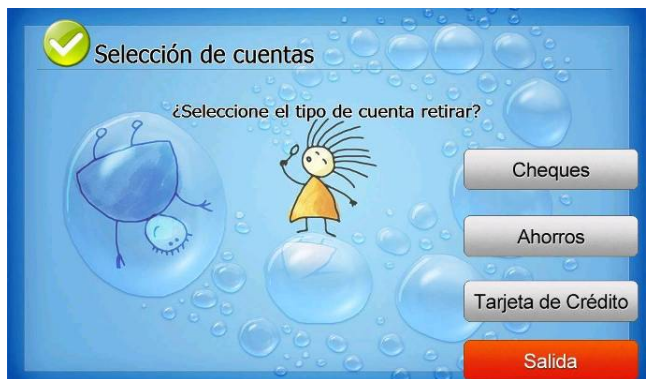 Selección de cuentas
¿Seleccione el tipo de cuenta retirar?
Cheques
Ahorros
Tarjeta de Crédito
Salida